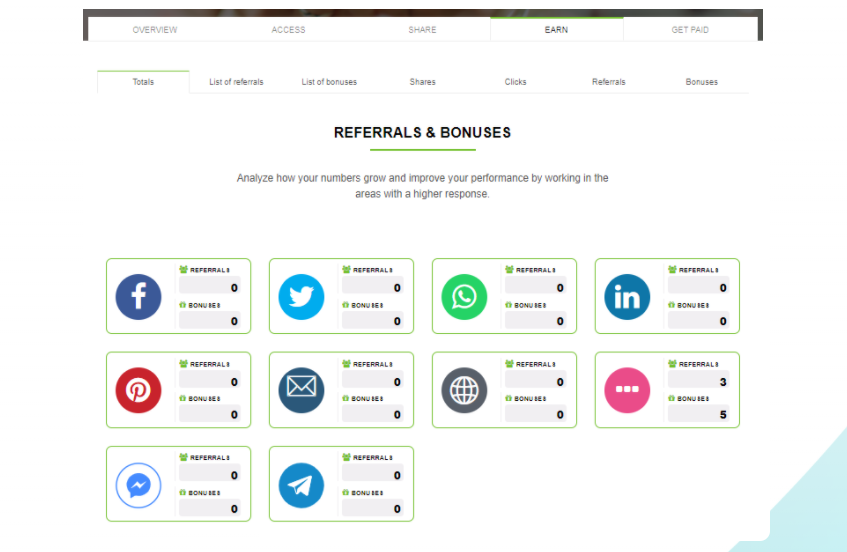 OVERVIEW ACCESS SHARE EARN GET PAID
Totals List of referrals List of bonuses Shares Clicks Referrals Bonuses
REFERRALS & BONUSES
Analyze how your numbers grow and improve your performance by working in the
areas with a higher response.
REFERRALS REFERRALS REFERRALS REFERRALS
0 0 0 0
BONUSES BONUSES BONUSES BONUSES
0 0 0 0
REFERRALS REFERRALS REFERRALS REFERRALS
0 0 0 3
BONUSES BONUSES BONUSES BONUSES
0 0 0 5
REFERRALS REFERRALS
0 0
BONUSES BONUSES
0 0